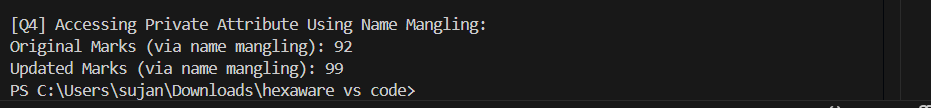 [Q4] Accessing Private Attribute Using Name Mangling:
Original Marks (via name mangling): 92
Updated Marks (via name mangling): 99
PS C:\Users\sujan\Downloads\hexaware vs code>